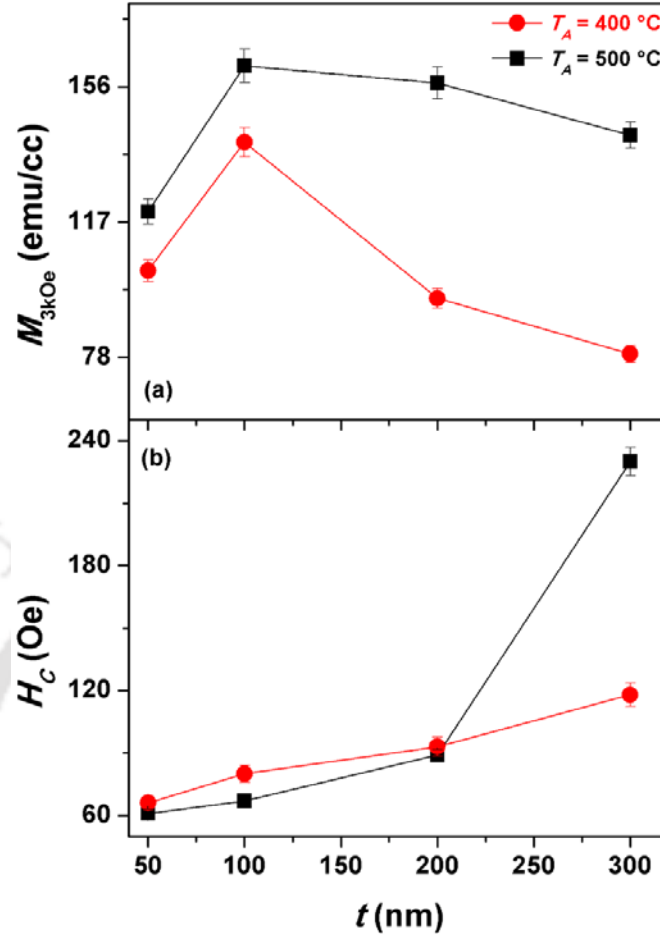 T_A = 400 °C
T_A = 500 °C
156
117
78
M_3kOe (emu/cc)
(a)
240
180
120
60
H_C (Oe)
(b)
50 100 150 200 250 300
t (nm)